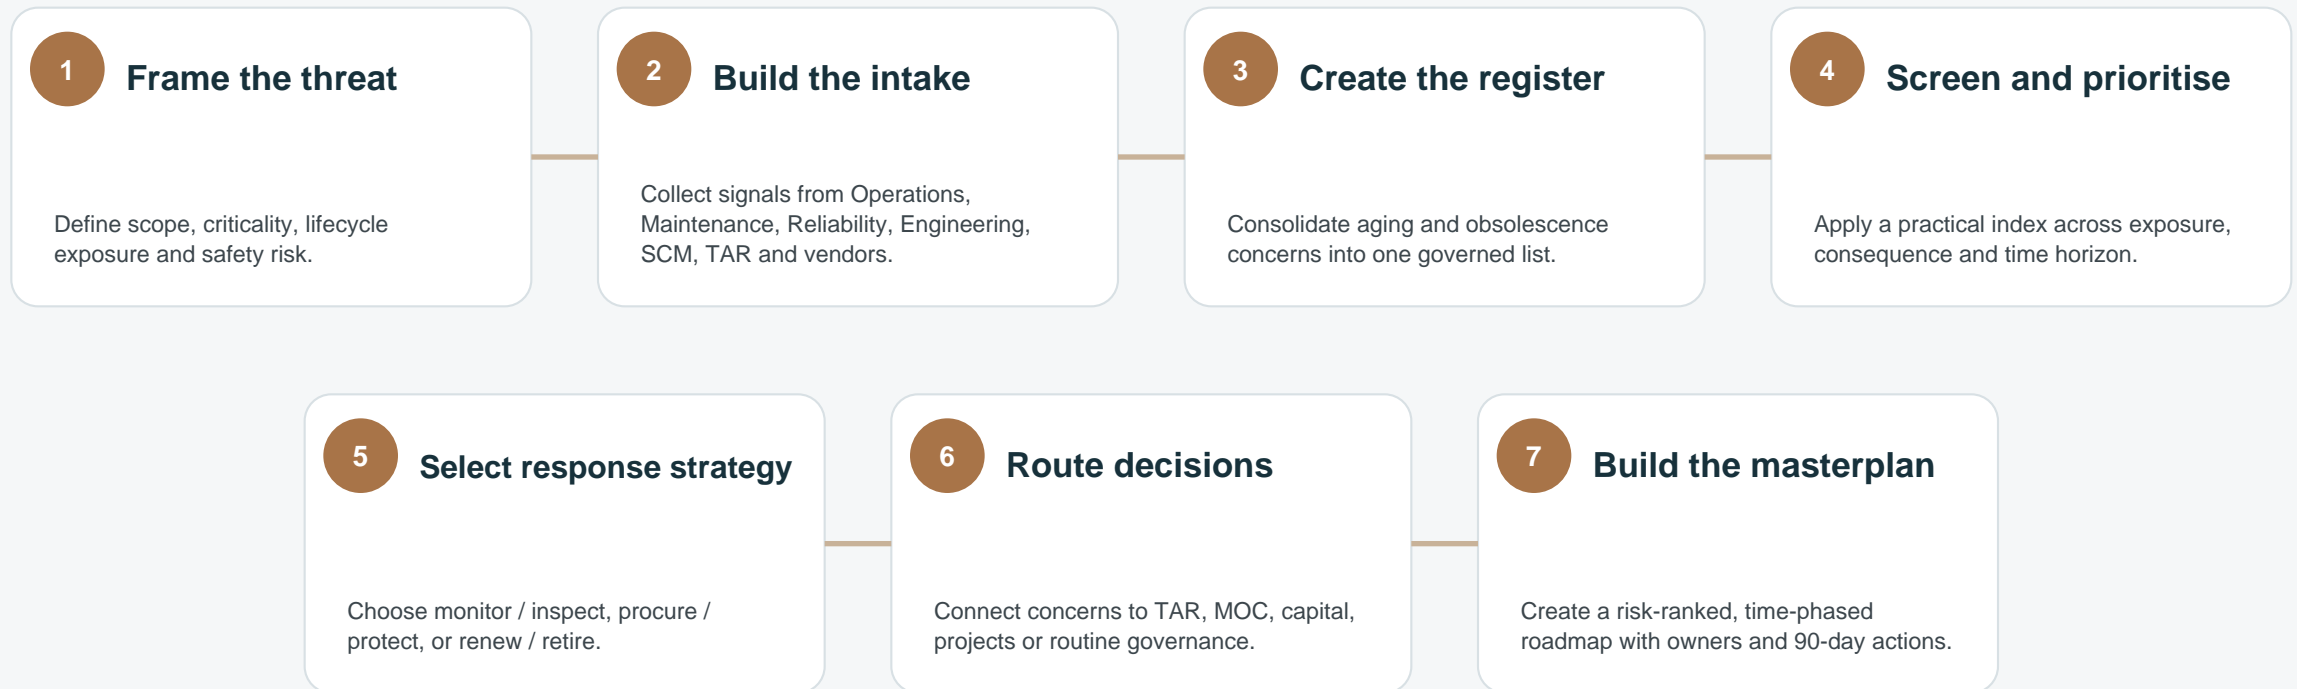 1
Frame the threat
Define scope, criticality, lifecycle
exposure and safety risk.
2
Build the intake
Collect signals from Operations,
Maintenance, Reliability, Engineering,
SCM, TAR and vendors.
3
Create the register
Consolidate aging and obsolescence
concerns into one governed list.
4
Screen and prioritise
Apply a practical index across exposure,
consequence and time horizon.
5
Select response strategy
Choose monitor / inspect, procure /
protect, or renew / retire.
6
Route decisions
Connect concerns to TAR, MOC, capital,
projects or routine governance.
7
Build the masterplan
Create a risk-ranked, time-phased
roadmap with owners and 90-day actions.